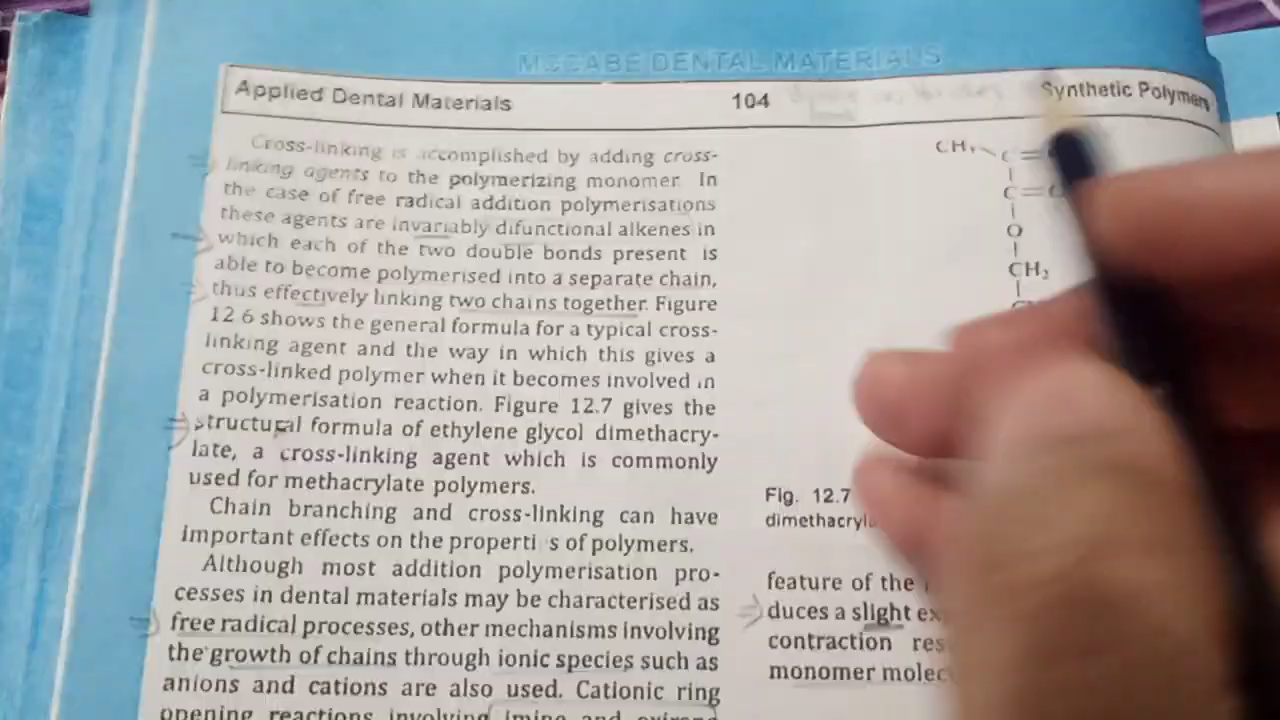 MCCABE DENTAL MATERIALS
Applied Dental Materials
104
Synthetic Polymers
Cross-linking is accomplished by adding cross-
linking agents to the polymerizing monomer. In
the case of free radical addition polymerisations
these agents are invariably difunctional alkenes in
which each of the two double bonds present is
able to become polymerised into a separate chain,
thus effectively linking two chains together. Figure
12 6 shows the general formula for a typical cross-
linking agent and the way in which this gives a
cross-linked polymer when it becomes involved in
a polymerisation reaction. Figure 12.7 gives the
structural formula of ethylene glycol dimethacry-
late, a cross-linking agent which is commonly
used for methacrylate polymers.
Chain branching and cross-linking can have
important effects on the properti s of polymers.
Although most addition polymerisation pro-
cesses in dental materials may be characterised as
free radical processes, other mechanisms involving
the growth of chains through ionic species such as
anions and cations are also used. Cationic ring
opening reactions involving imine and
C =
C=
O
CH₂
Fig. 12.7
feature of the
duces a slight
contraction
monomer